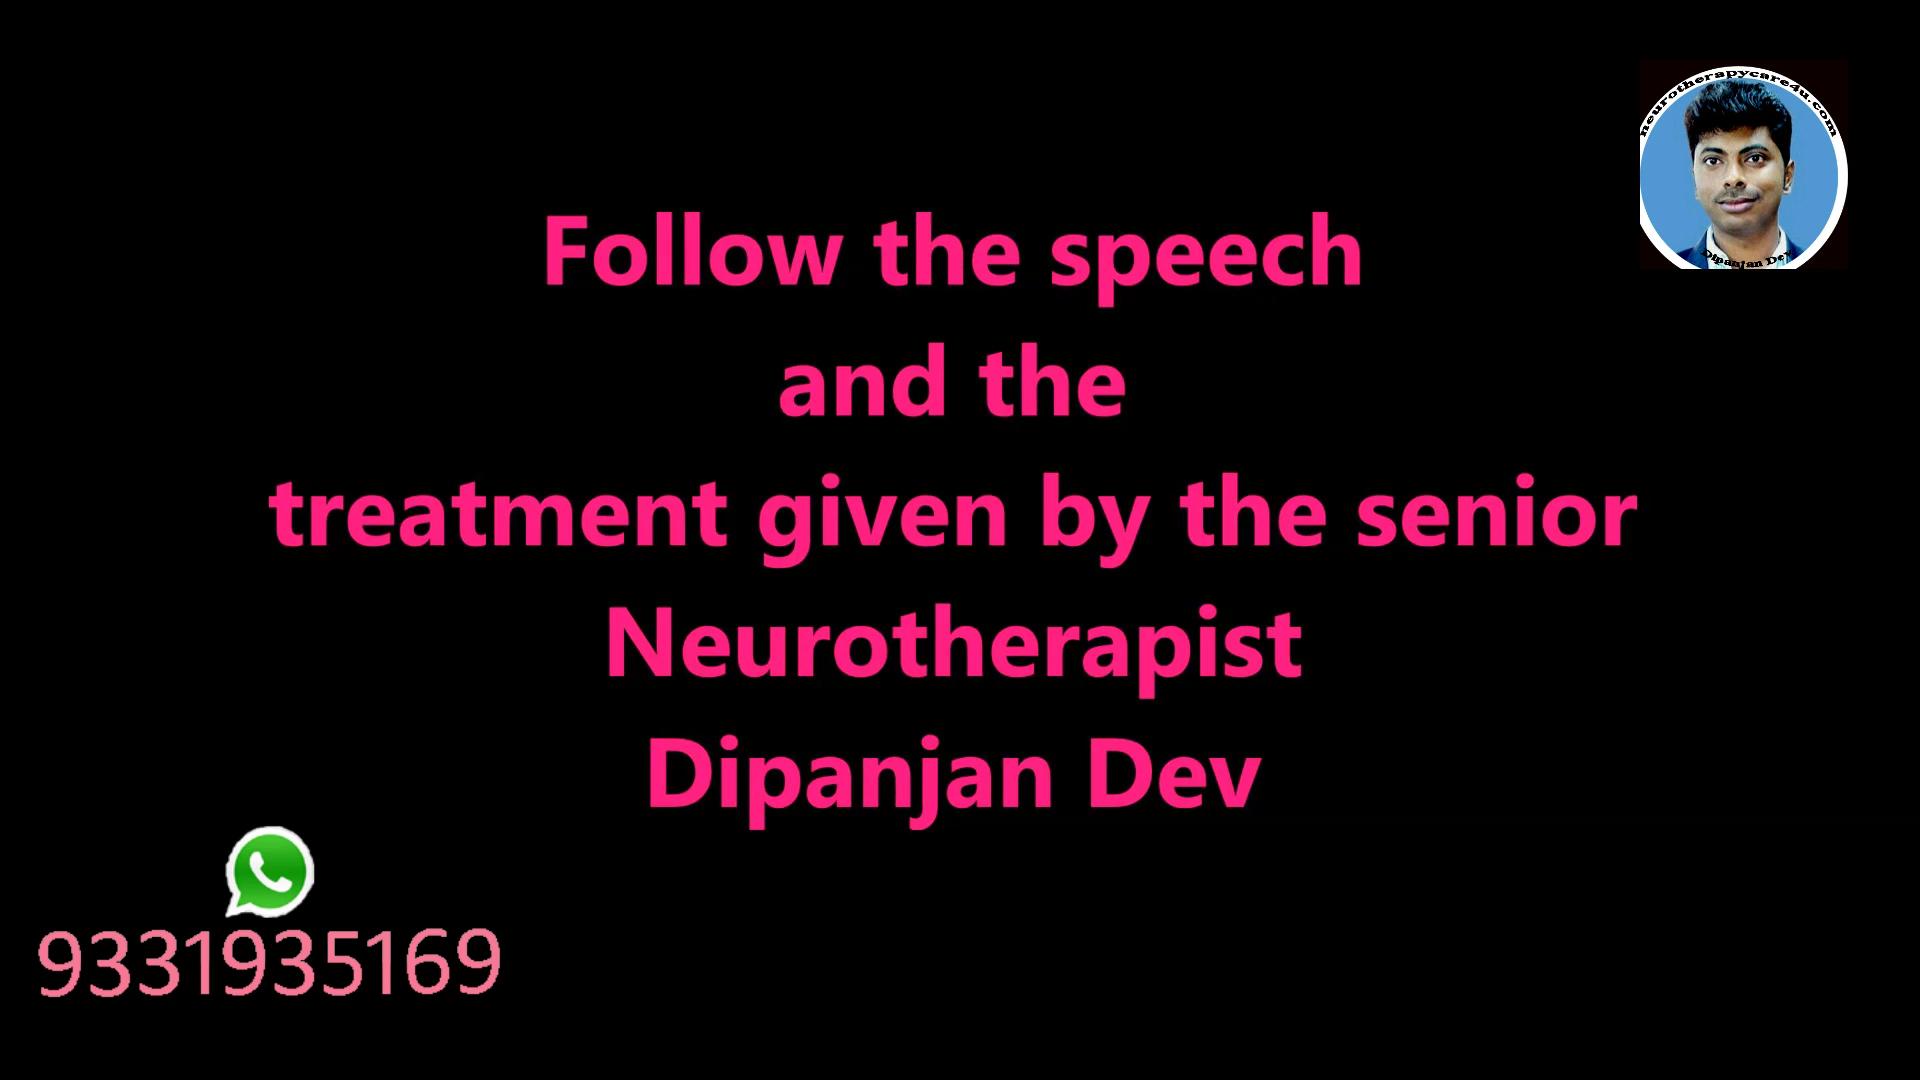 neurotherapycare4u.com
Dipanjan Dev
Follow the speech
and the
treatment given by the senior
Neurotherapist
Dipanjan Dev
9331935169